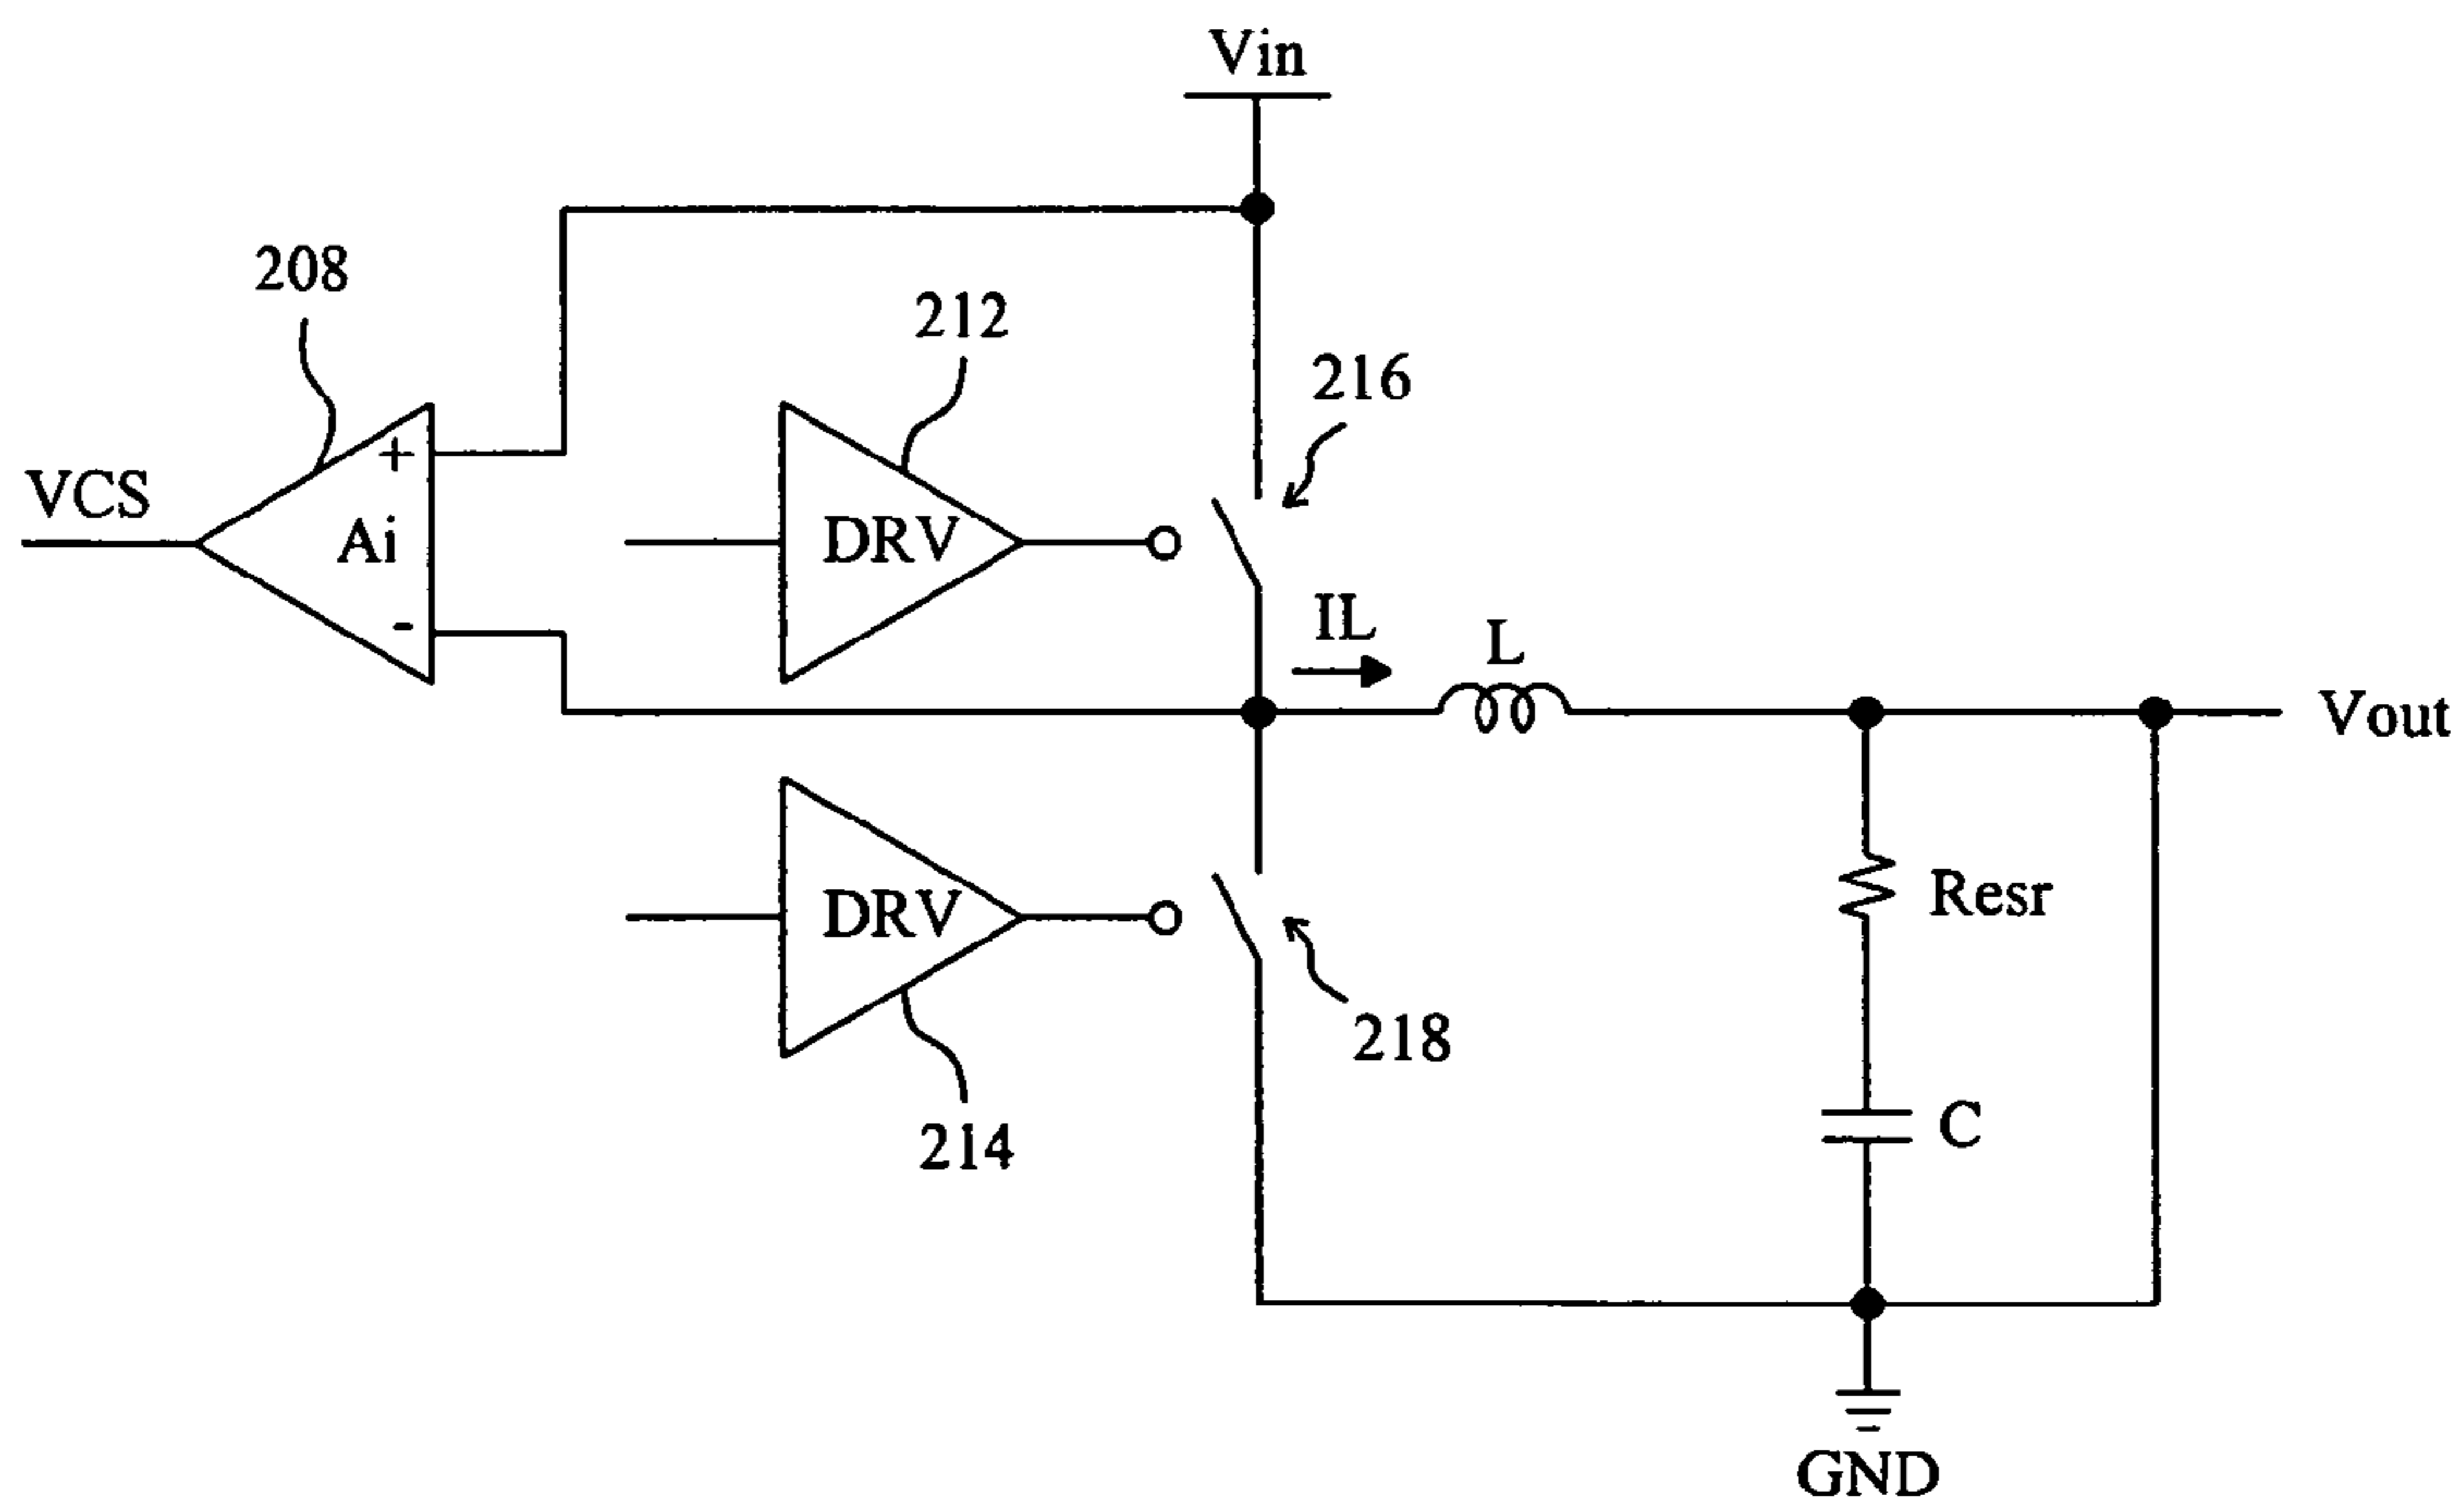 Vin
208
212
216
VCS
+
Ai
-
DRV
IL
L
Vout
DRV
Resr
218
C
214
GND